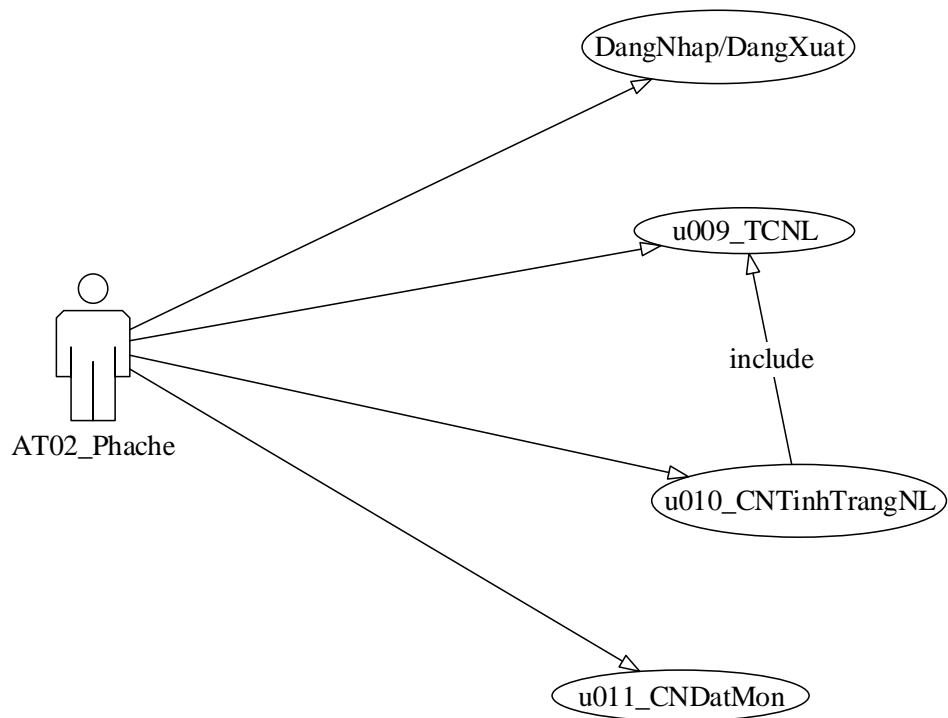 DangNhap/DangXuat
u009_TCNL
include
AT02_Phache
u010_CNTinhTrangNL
u011_CNDatMon